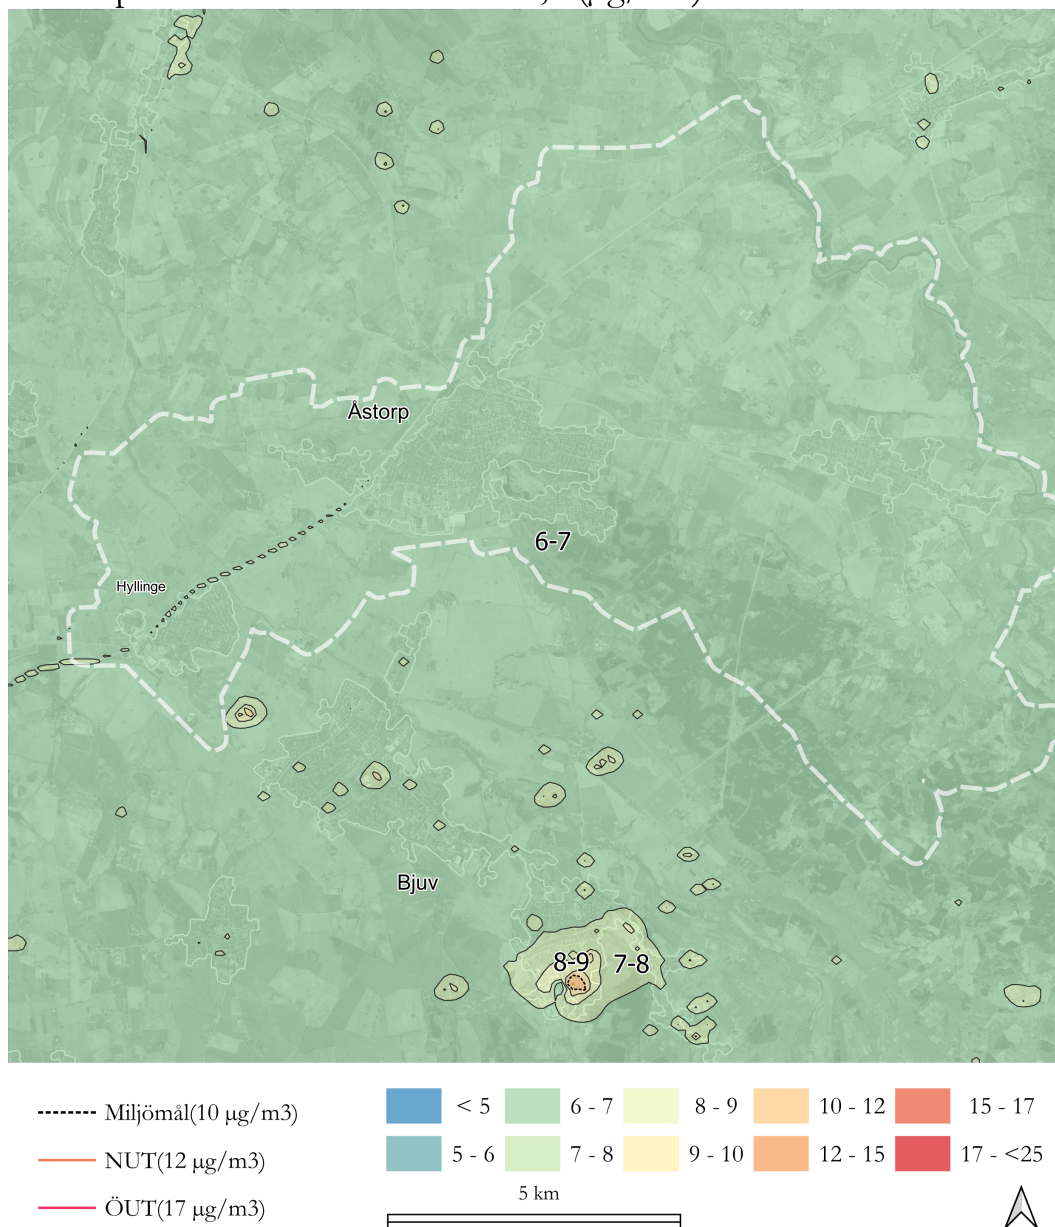 Åstorp
6-7
Hyllinge
Bjuv
8-9 7-8
Miljömål(10 µg/m3)
NUT(12 µg/m3)
ÖUT(17 µg/m3)
< 5 6 - 7 8 - 9 10 - 12 15 - 17
5 - 6 7 - 8 9 - 10 12 - 15 17 - <25
5 km